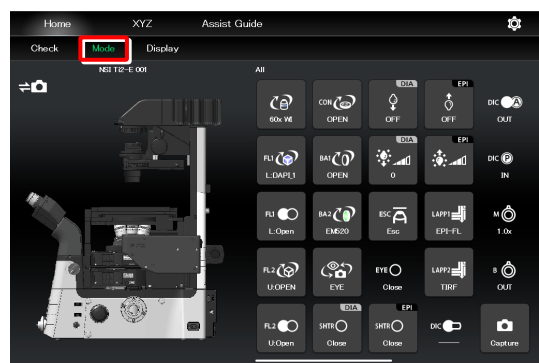 Home XYZ Assist Guide
Check Mode Display
NSI Ti2-E 001 All
DIA EPI
CON DIC A
60x WI OPEN OFF OFF OUT
DIA EPI
FL1 BA1 DIC P
L:DAPI_1 OPEN 0 IN
FL1 BA2 ESC LAPP1 M
L:Open EM520 Esc EPI-FL 1.0x
FL2 EYE LAPP2 B
U:OPEN EYE Close TIRF OUT
DIA EPI
FL2 SHTR SHTR DIC
U:Open Close Close —— Capture